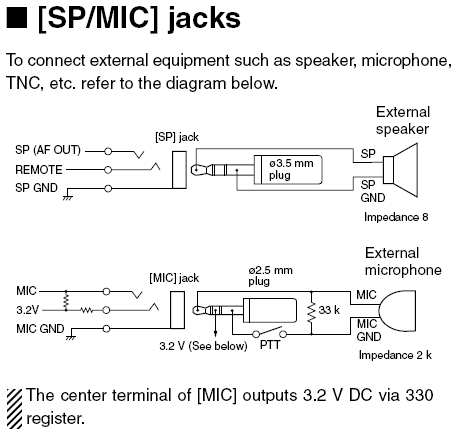 ■ [SP/MIC] jacks
To connect external equipment such as speaker, microphone,
TNC, etc. refer to the diagram below.
External
speaker
[SP] jack
SP (AF OUT)
REMOTE
SP GND
ø3.5 mm
plug
SP
SP
GND
Impedance 8
External
microphone
[MIC] jack
ø2.5 mm
plug
MIC
3.2V
MIC GND
33 k
MIC
MIC
GND
3.2 V (See below)
PTT
Impedance 2 k
The center terminal of [MIC] outputs 3.2 V DC via 330
register.